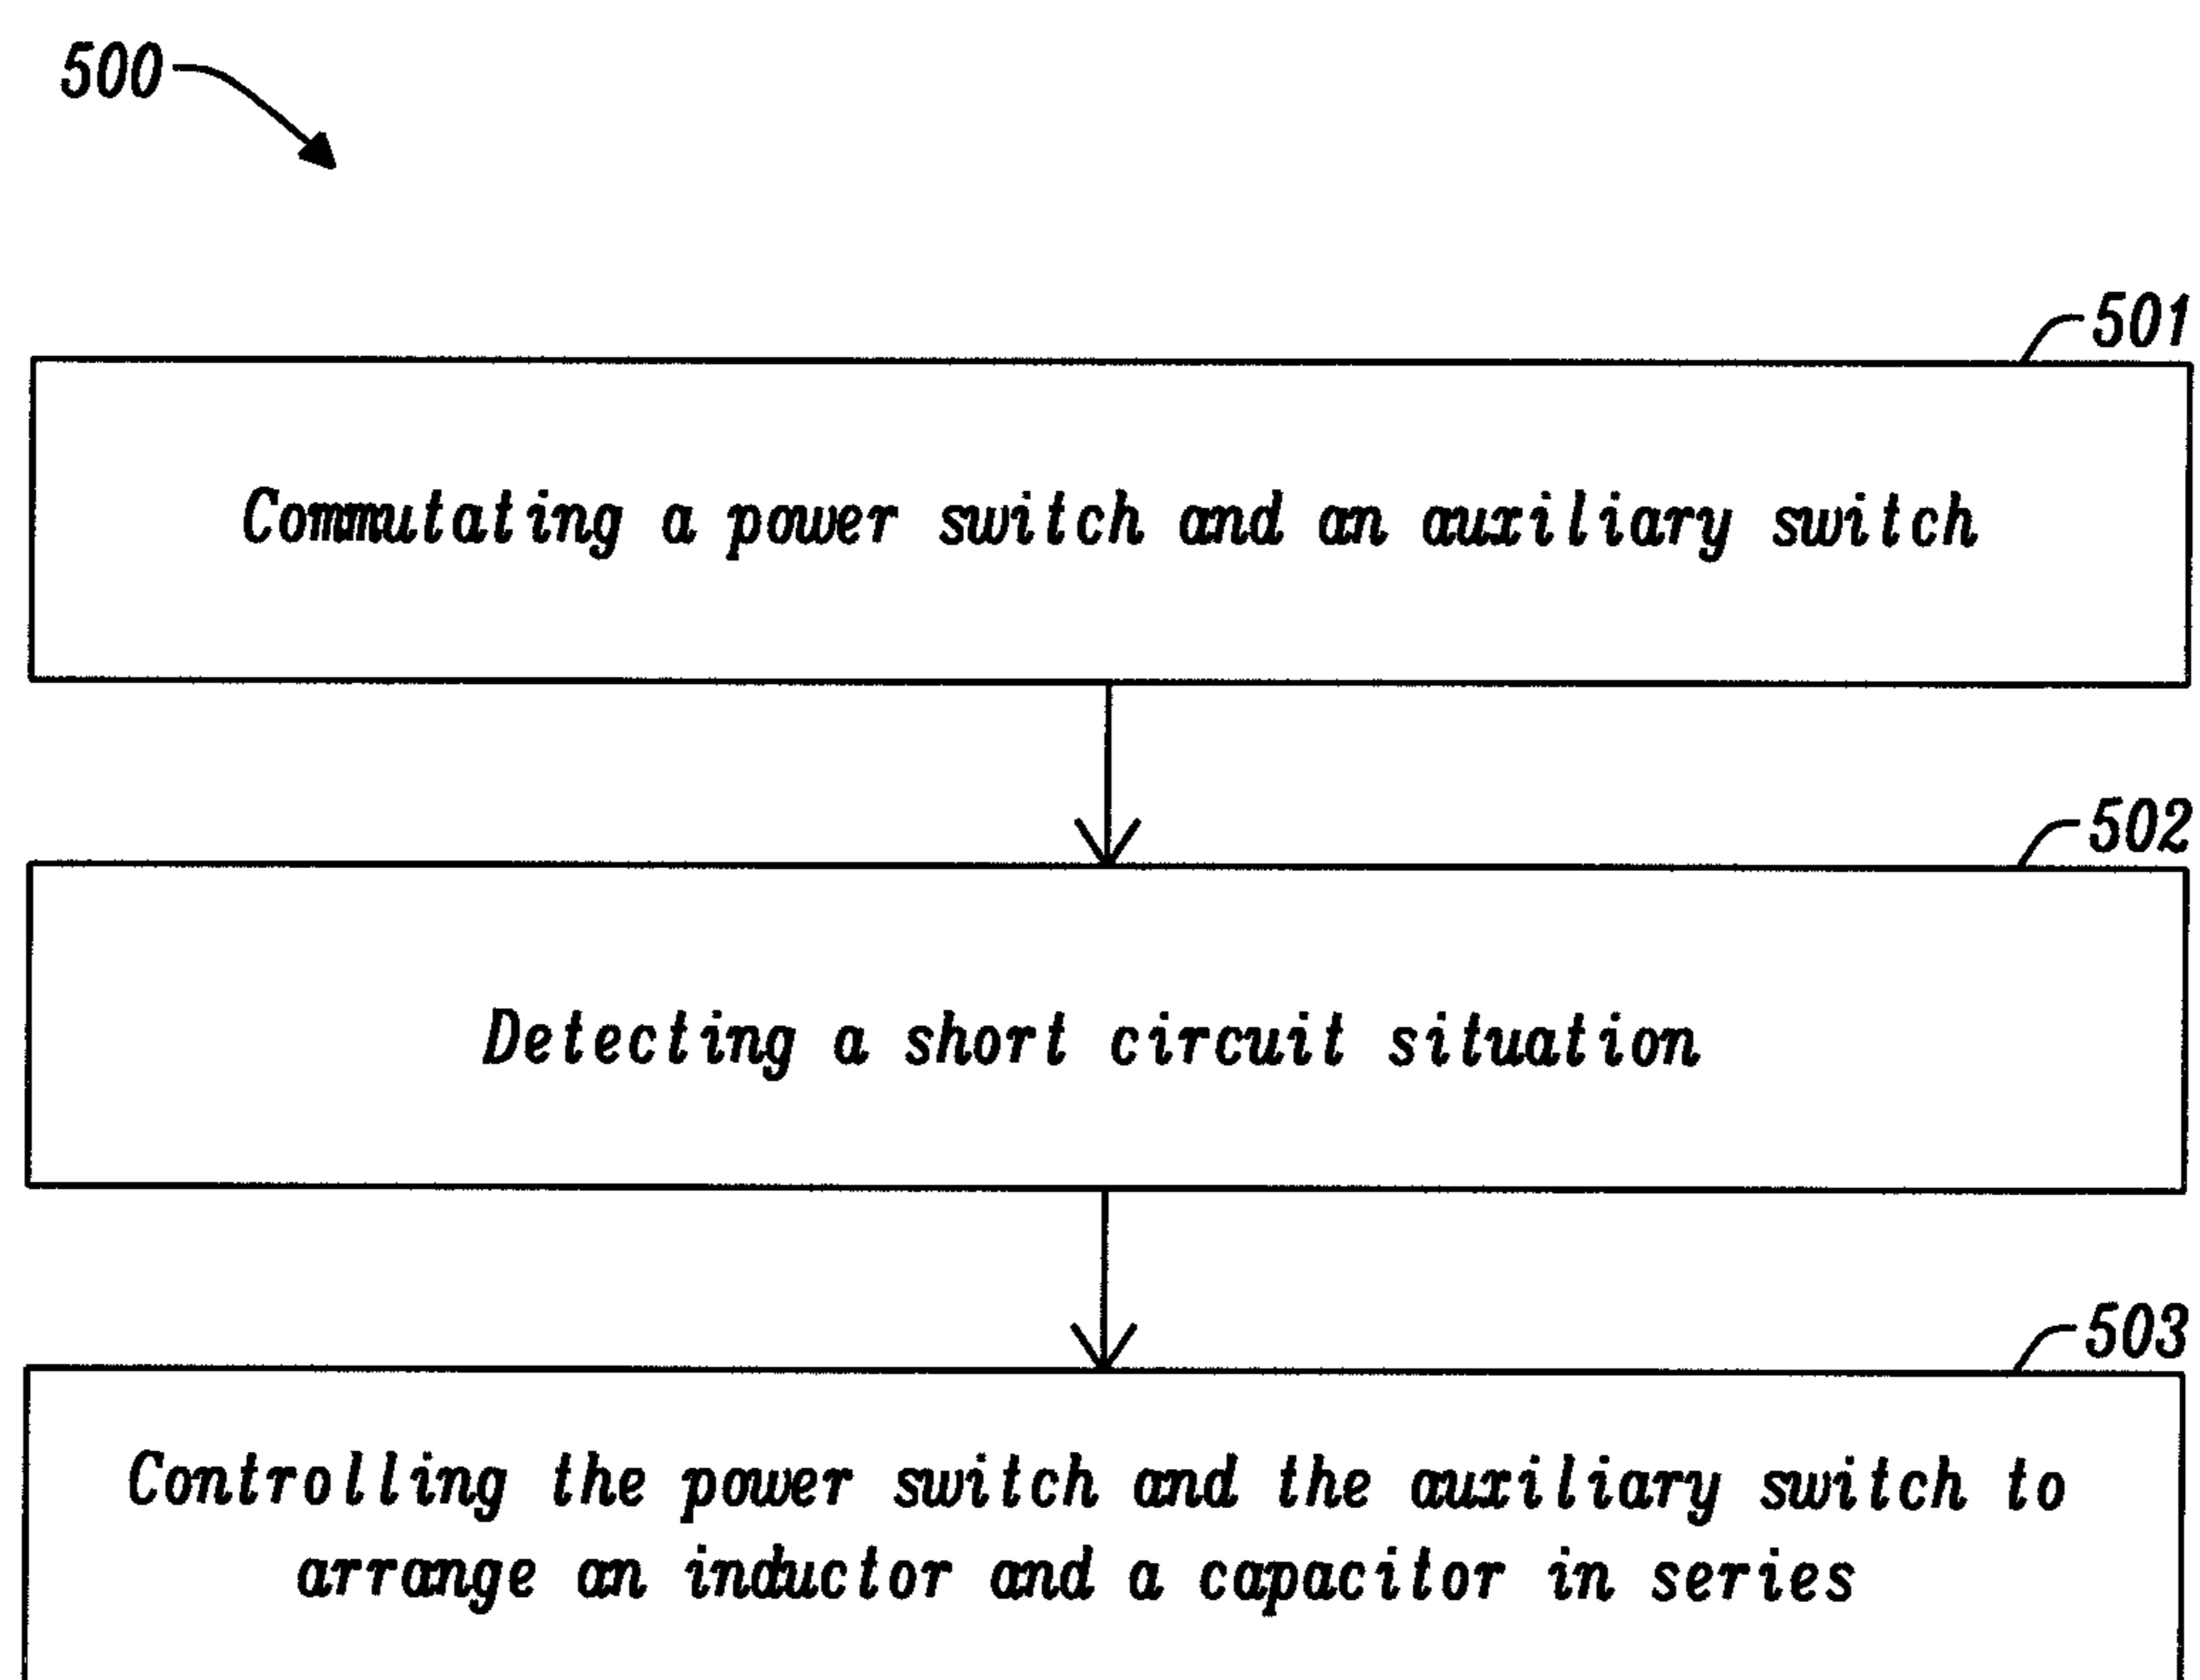 500
501
Commutating a power switch and an auxiliary switch
502
Detecting a short circuit situation
503
Controlling the power switch and the auxiliary switch to
arrange an inductor and a capacitor in series